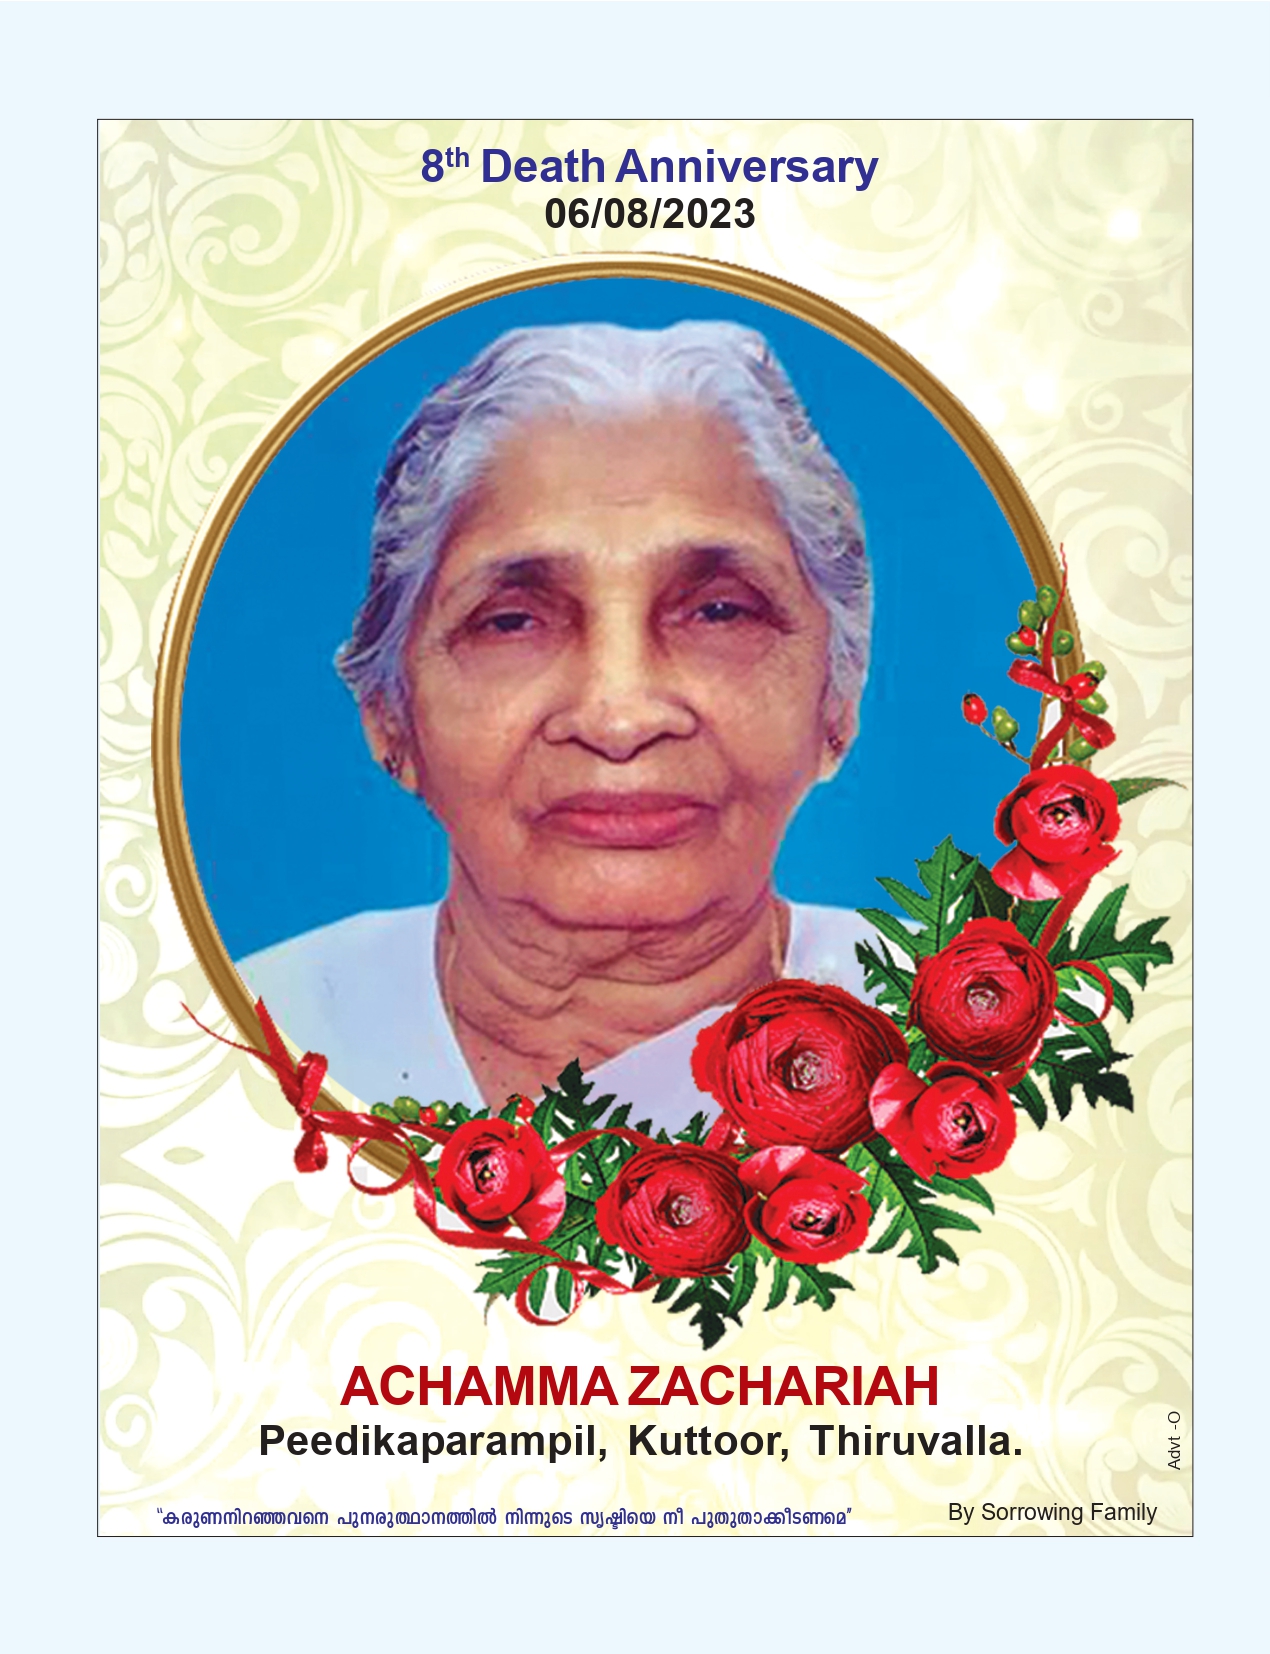 8th Death Anniversary
06/08/2023
ACHAMMA ZACHARIAH
Peedikaparampil, Kuttoor, Thiruvalla.
Advt -O
“കരുണനിറഞ്ഞവനെ പുനരുത്ഥാനത്തിൽ നിന്നുടെ സൃഷ്ടിയെ നീ പുതുതാക്കീടണമെ”
By Sorrowing Family